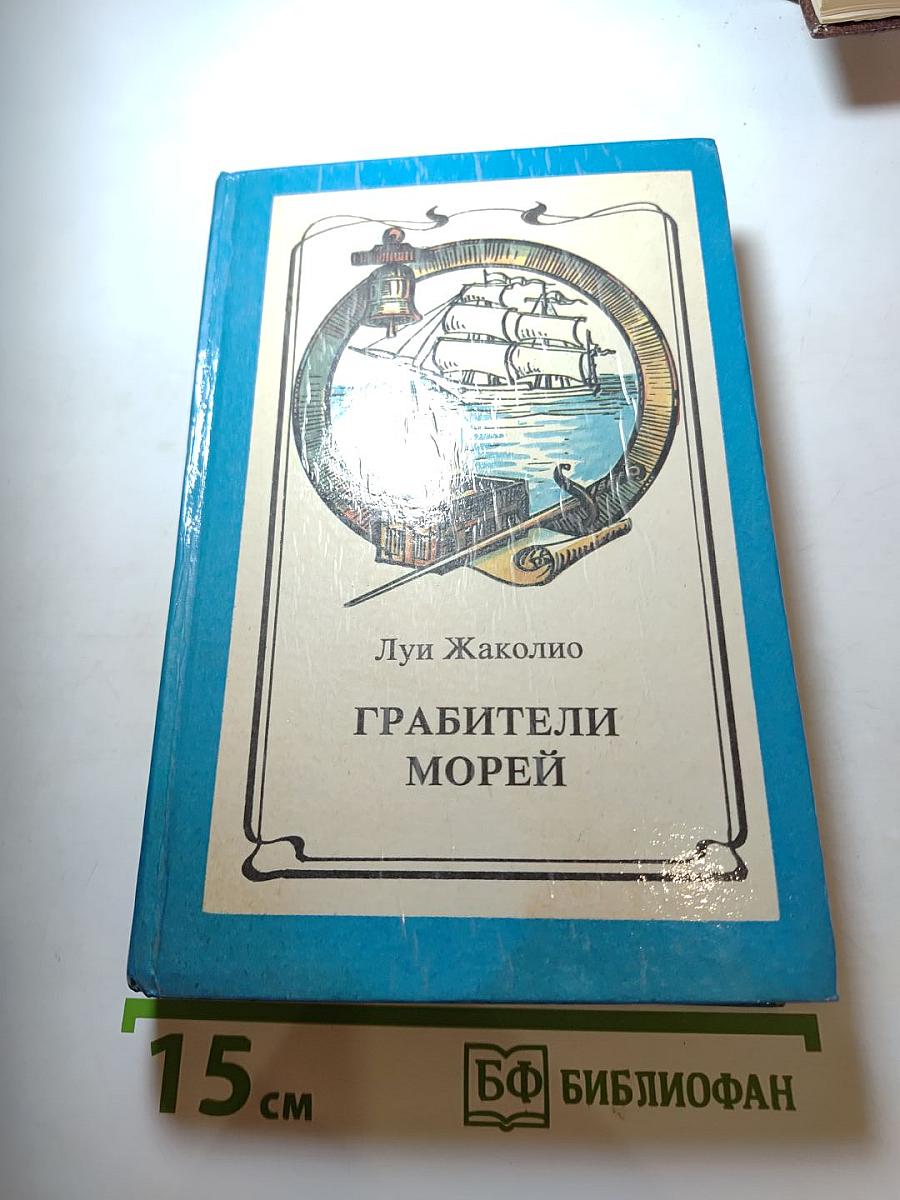 Луи Жаколио
ГРАБИТЕЛИ
МОРЕЙ
15 см
БФ БИБЛИОФАН